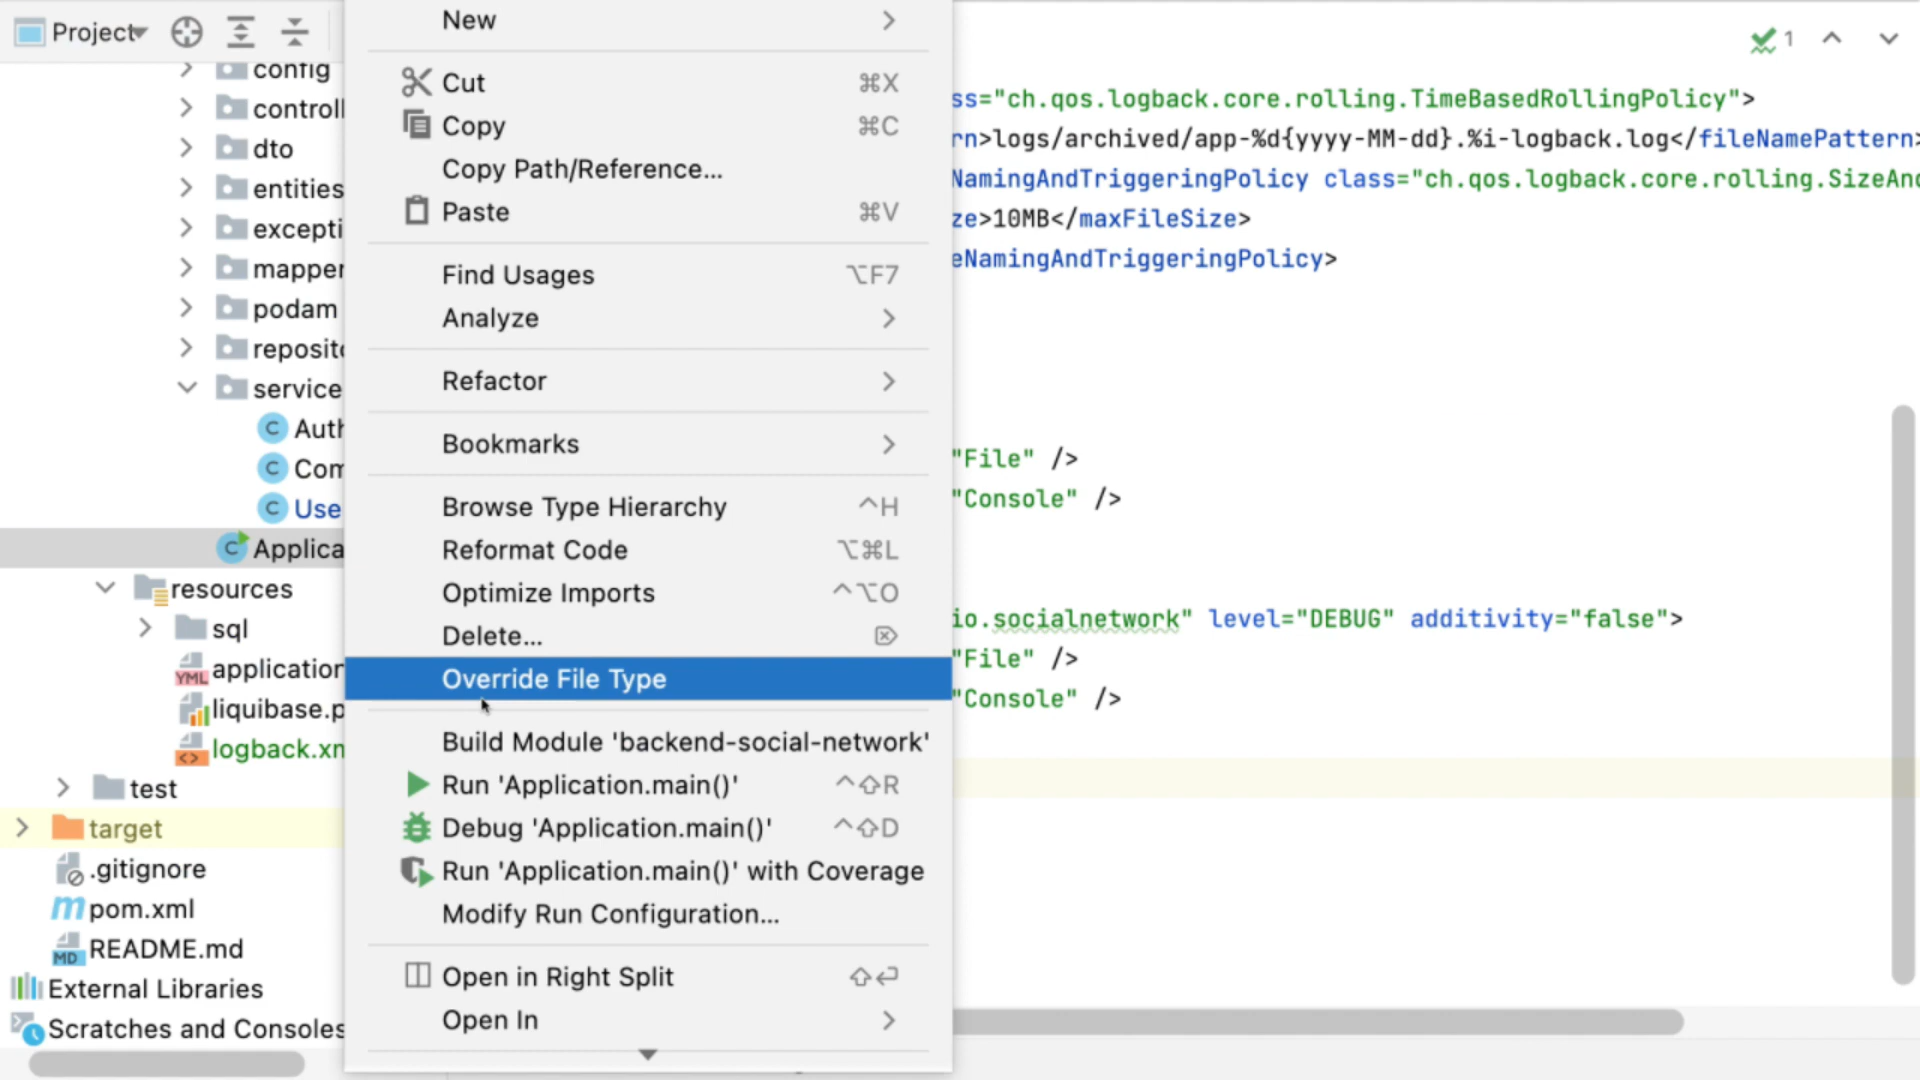 Project
config
controll
dto
entities
excepti
mapper
podam
reposito
service
Auth
Com
Use
Applica
resources
sql
application
YML
liquibase.p
logback.xm
test
target
.gitignore
pom.xml
README.md
MD
External Libraries
Scratches and Consoles
New
Cut ⌘X
Copy ⌘C
Copy Path/Reference...
Paste ⌘V
Find Usages ⌥F7
Analyze
Refactor
Bookmarks
Browse Type Hierarchy ^H
Reformat Code ⌥⌘L
Optimize Imports ^⌥O
Delete... ⌦
Override File Type
Build Module 'backend-social-network'
Run 'Application.main()' ^⇧R
Debug 'Application.main()' ^⇧D
Run 'Application.main()' with Coverage
Modify Run Configuration...
Open in Right Split ⇧↩
Open In
1
ss="ch.qos.logback.core.rolling.TimeBasedRollingPolicy">
rn>logs/archived/app-%d{yyyy-MM-dd}.%i-logback.log</fileNamePattern>
NamingAndTriggeringPolicy class="ch.qos.logback.core.rolling.SizeAnd
ze>10MB</maxFileSize>
eNamingAndTriggeringPolicy>
"File" />
"Console" />
io.socialnetwork" level="DEBUG" additivity="false">
"File" />
"Console" />